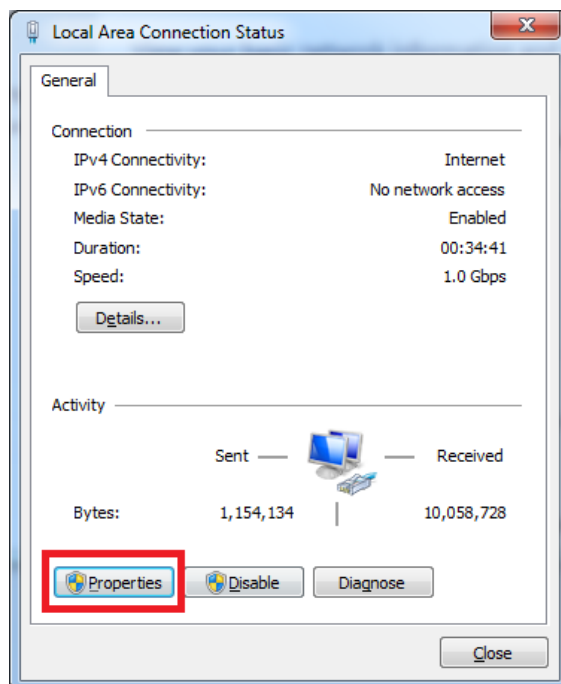 Local Area Connection Status
General
Connection
IPv4 Connectivity: Internet
IPv6 Connectivity: No network access
Media State: Enabled
Duration: 00:34:41
Speed: 1.0 Gbps
Details...
Activity
Sent Received
Bytes: 1,154,134 10,058,728
Properties Disable Diagnose
Close